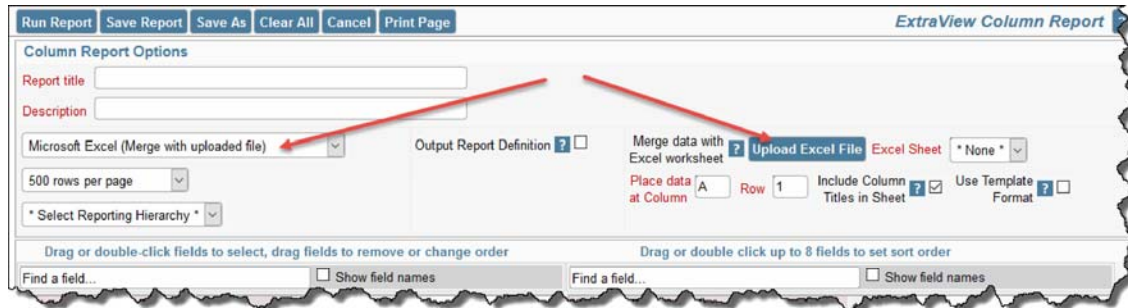 Run Report Save Report Save As Clear All Cancel Print Page ExtraView Column Report
Column Report Options
Report title
Description
Microsoft Excel (Merge with uploaded file) Output Report Definition ? Merge data with Excel worksheet ? Upload Excel File Excel Sheet * None *
500 rows per page Place data at Column A Row 1 Include Column Titles in Sheet ? Use Template Format ?
* Select Reporting Hierarchy *
Drag or double-click fields to select, drag fields to remove or change order Drag or double click up to 8 fields to set sort order
Find a field... Show field names Find a field... Show field names